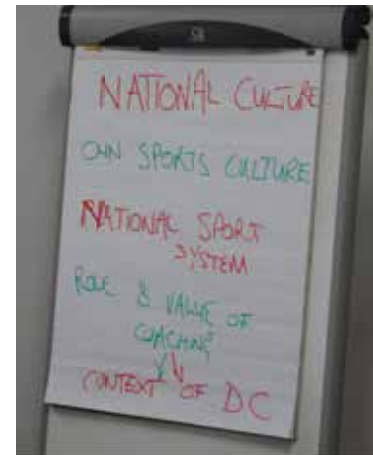 NATIONAL CULTURE
OWN SPORTS CULTURE
NATIONAL SPORT
SYSTEM
ROLE & VALUE OF
COACHING
CONTEXT OF DC